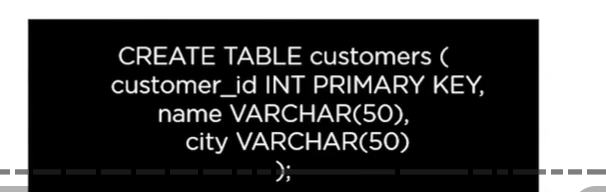 CREATE TABLE customers (
customer_id INT PRIMARY KEY,
name VARCHAR(50),
city VARCHAR(50)
);